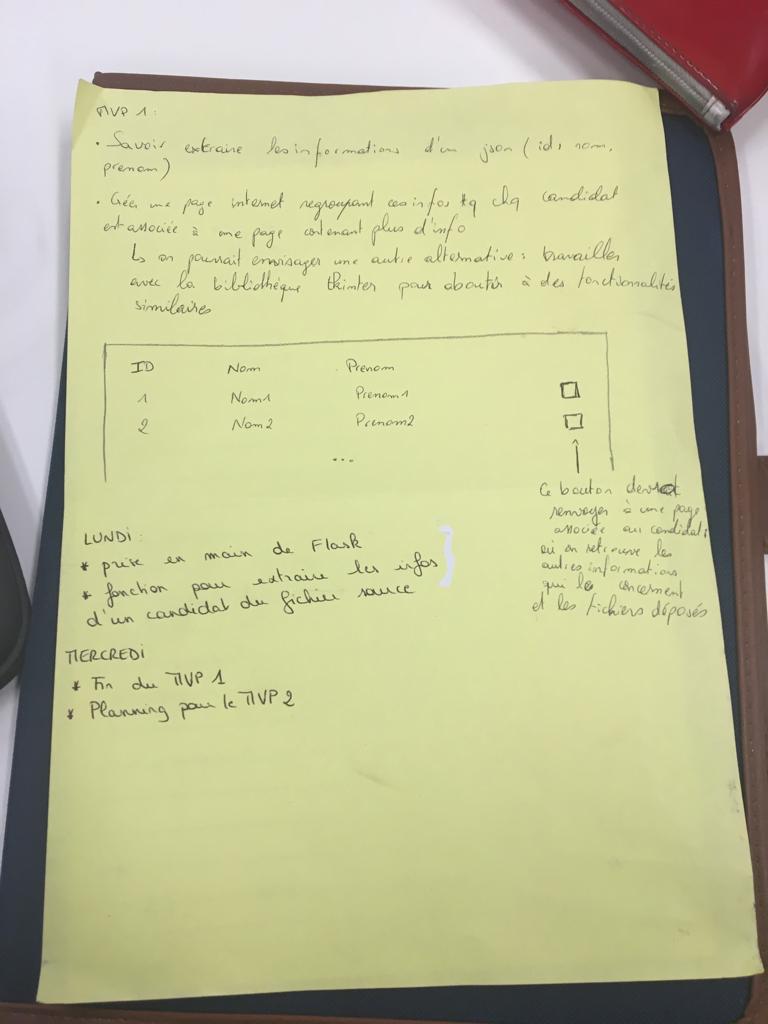 MVP 1 :
• Savoir extraire les informations d'un json (id, nom,
prenom)
• Créer une page internet regroupant ces infos tq chq candidat
est associée à une page contenant plus d'info
↳ on pourrait envisager une autre alternative : travailler
avec la bibliothèque tkinter pour aboutir à des fonctionnalités
similaires
ID Nom Prenom
1 Nom1 Prenom1
2 Nom2 Prenom2
...
Ce bouton devrait
renvoyer à une page
associée au candidat
où on retrouve les
autres informations
qui le concernent
et les fichiers déposés
LUNDI :
* prise en main de Flask
* fonction pour extraire les infos
d'un candidat du fichier source
MERCREDI
* Fin du MVP 1
* Planning pour le MVP 2